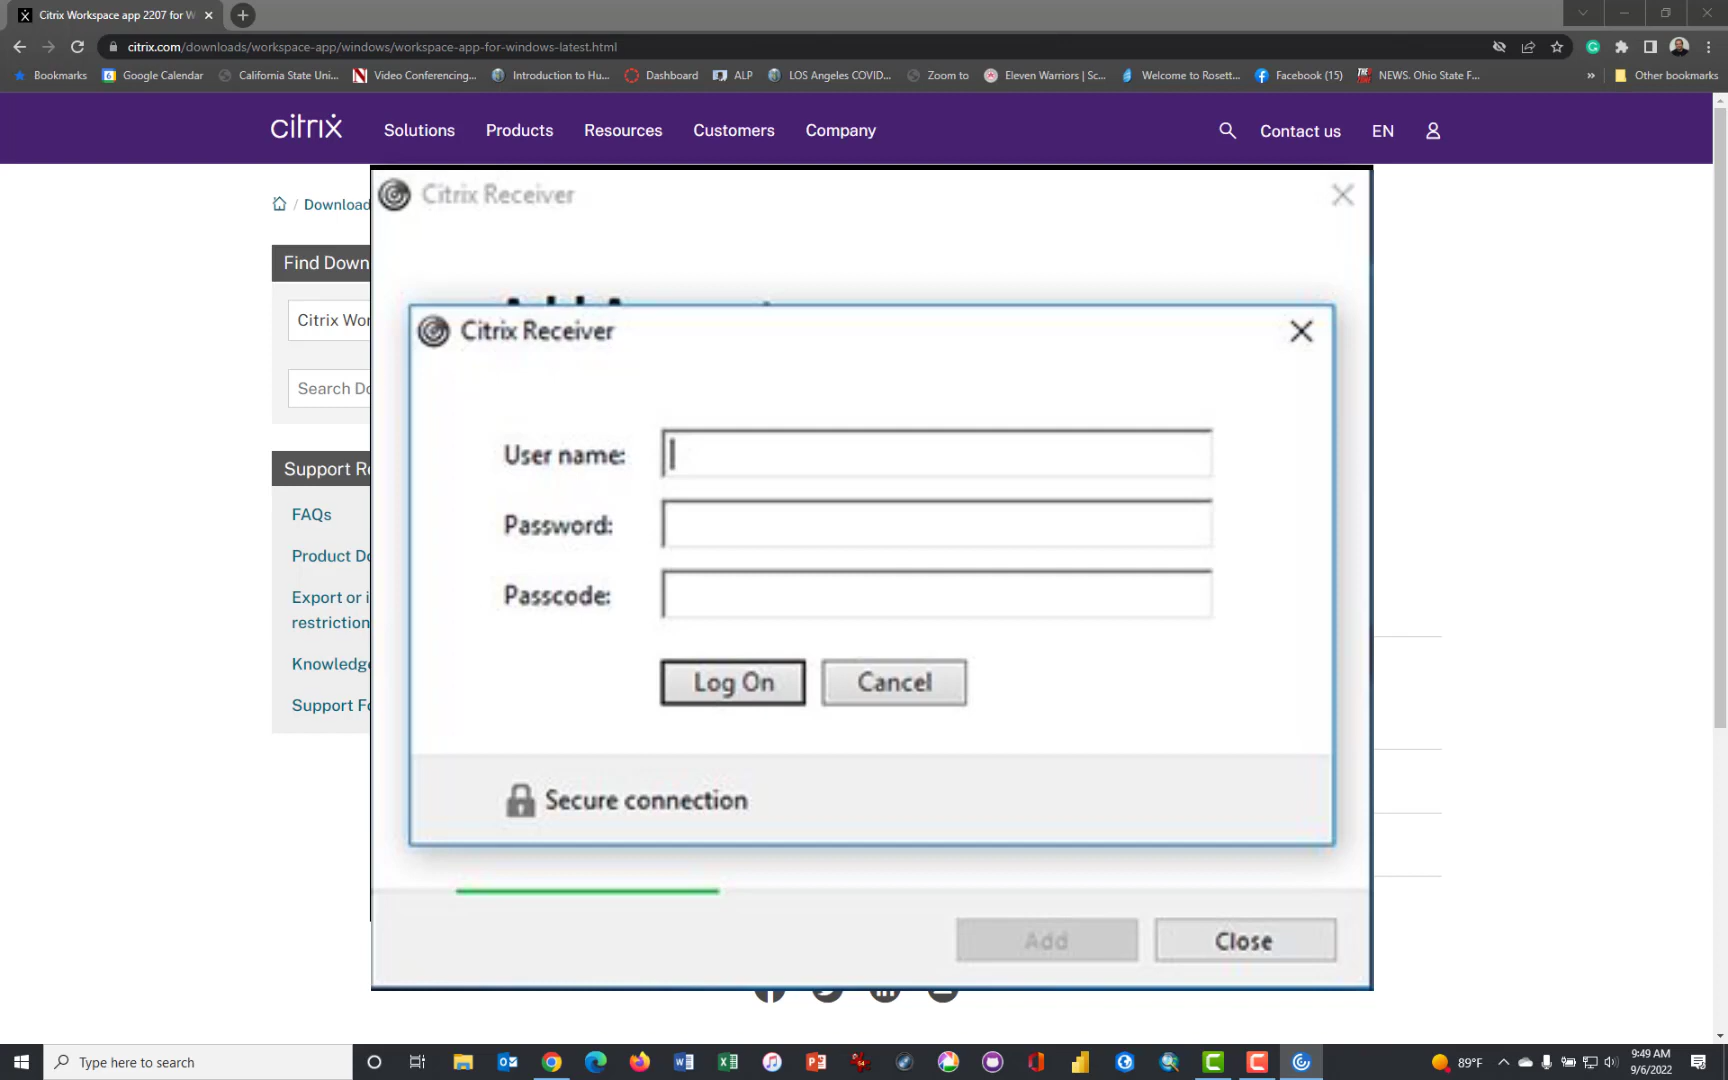 Citrix Workspace app 2207 for W
citrix.com/downloads/workspace-app/windows/workspace-app-for-windows-latest.html
Bookmarks Google Calendar California State Uni... Video Conferencing... Introduction to Hu... Dashboard ALP LOS Angeles COVID... Zoom to Eleven Warriors | Sc... Welcome to Rosett... Facebook (15) NEWS. Ohio State F... » Other bookmarks
citrix Solutions Products Resources Customers Company Contact us EN
/ Download
Find Down
Citrix Wor
Search Do
Support Re
FAQs
Product Do
Export or i
restriction
Knowledge
Support Fo
Citrix Receiver
Citrix Receiver
User name:
Password:
Passcode:
Log On Cancel
Secure connection
Add Close
Type here to search
89°F
9:49 AM
9/6/2022